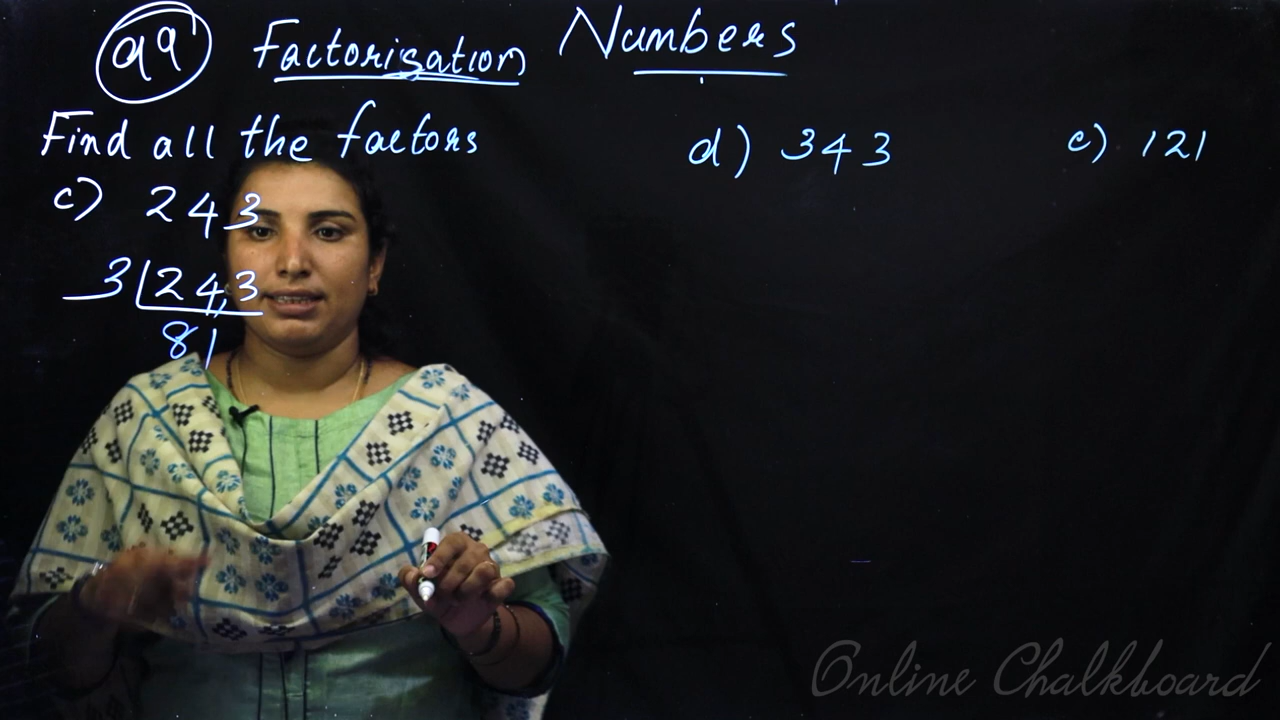 Q9 Factorisation Numbers
Find all the factors
c) 243
3 243
81
d) 343
e) 121
Online Chalkboard